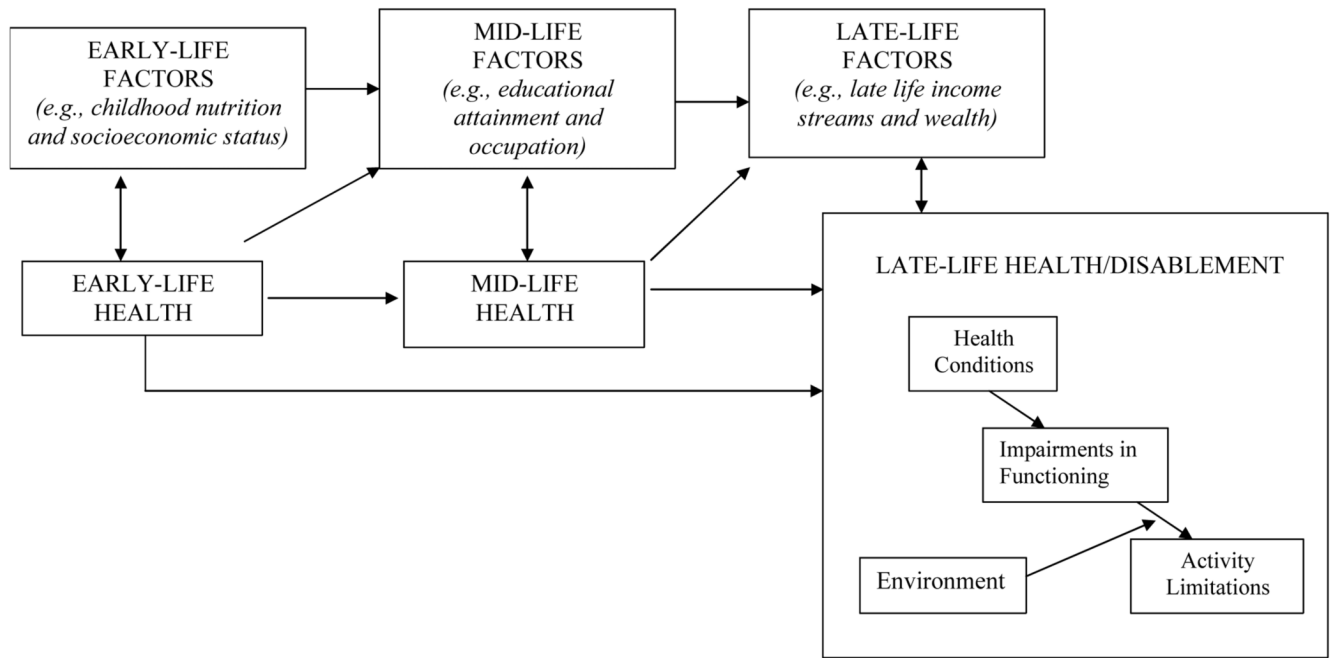 EARLY-LIFE
FACTORS
(e.g., childhood nutrition
and socioeconomic status)
MID-LIFE
FACTORS
(e.g., educational
attainment and
occupation)
LATE-LIFE
FACTORS
(e.g., late life income
streams and wealth)
EARLY-LIFE
HEALTH
MID-LIFE
HEALTH
LATE-LIFE HEALTH/DISABLEMENT
Health
Conditions
Impairments in
Functioning
Environment
Activity
Limitations